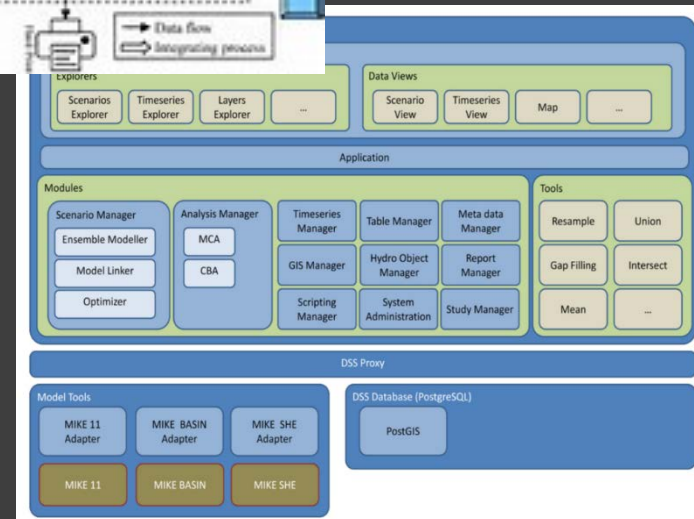 Data flow
Integrating process
Explorers
Scenarios
Explorer
Timeseries
Explorer
Layers
Explorer
...
Data Views
Scenario
View
Timeseries
View
Map
...
Application
Modules
Scenario Manager
Ensemble Modeller
Model Linker
Optimizer
Analysis Manager
MCA
CBA
Timeseries
Manager
Table Manager
Meta data
Manager
GIS Manager
Hydro Object
Manager
Report
Manager
Scripting
Manager
System
Administration
Study Manager
Tools
Resample
Union
Gap Filling
Intersect
Mean
...
DSS Proxy
Model Tools
MIKE 11
Adapter
MIKE BASIN
Adapter
MIKE SHE
Adapter
MIKE 11
MIKE BASIN
MIKE SHE
DSS Database (PostgreSQL)
PostGIS